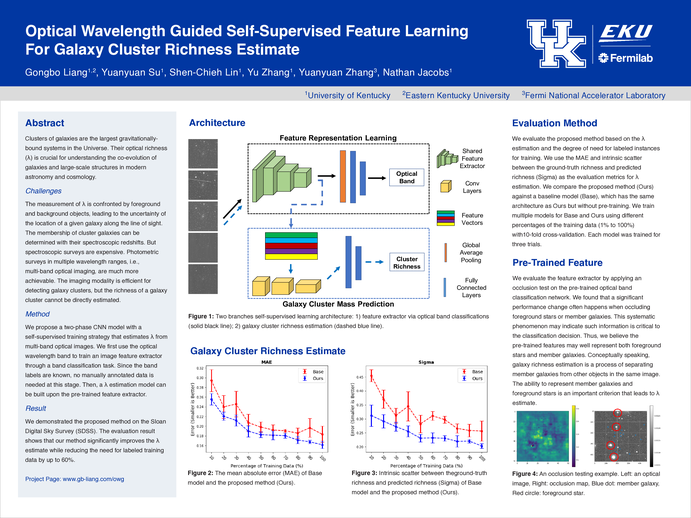 Optical Wavelength Guided Self-Supervised Feature Learning
For Galaxy Cluster Richness Estimate
Gongbo Liang1,2, Yuanyuan Su1, Shen-Chieh Lin1, Yu Zhang1, Yuanyuan Zhang3, Nathan Jacobs1
UK
EKU
Fermilab
1University of Kentucky 2Eastern Kentucky University 3Fermi National Accelerator Laboratory
Abstract
Clusters of galaxies are the largest gravitationally-
bound systems in the Universe. Their optical richness
(λ) is crucial for understanding the co-evolution of
galaxies and large-scale structures in modern
astronomy and cosmology.
Challenges
The measurement of λ is confronted by foreground
and background objects, leading to the uncertainty of
the location of a given galaxy along the line of sight.
The membership of cluster galaxies can be
determined with their spectroscopic redshifts. But
spectroscopic surveys are expensive. Photometric
surveys in multiple wavelength ranges, i.e.,
multi-band optical imaging, are much more
achievable. The imaging modality is efficient for
detecting galaxy clusters, but the richness of a galaxy
cluster cannot be directly estimated.
Method
We propose a two-phase CNN model with a
self-supervised training strategy that estimates λ from
multi-band optical images. We first use the optical
wavelength band to train an image feature extractor
through a band classification task. Since the band
labels are known, no manually annotated data is
needed at this stage. Then, a λ estimation model can
be built upon the pre-trained feature extractor.
Result
We demonstrated the proposed method on the Sloan
Digital Sky Survey (SDSS). The evaluation result
shows that our method significantly improves the λ
estimate while reducing the need for labeled training
data by up to 60%.
Project Page: www.gb-liang.com/owg
Architecture
Feature Representation Learning
Optical
Band
Cluster
Richness
Galaxy Cluster Mass Prediction
Shared
Feature
Extractor
Conv
Layers
Feature
Vectors
Global
Average
Pooling
Fully
Connected
Layers
Figure 1: Two branches self-supervised learning architecture: 1) feature extractor via optical band classifications
(solid black line); 2) galaxy cluster richness estimation (dashed blue line).
Galaxy Cluster Richness Estimate
MAE
Base
Ours
Error (Smaller is Better)
Percentage of Training Data (%)
Sigma
Base
Ours
Error (Smaller is Better)
Percentage of Training Data (%)
Figure 2: The mean absolute error (MAE) of Base
model and the proposed method (Ours).
Figure 3: Intrinsic scatter between theground-truth
richness and predicted richness (Sigma) of Base
model and the proposed method (Ours).
Evaluation Method
We evaluate the proposed method based on the λ
estimation and the degree of need for labeled instances
for training. We use the MAE and intrinsic scatter
between the ground-truth richness and predicted
richness (Sigma) as the evaluation metrics for λ
estimation. We compare the proposed method (Ours)
against a baseline model (Base), which has the same
architecture as Ours but without pre-training. We train
multiple models for Base and Ours using different
percentages of the training data (1% to 100%)
with10-fold cross-validation. Each model was trained for
three trials.
Pre-Trained Feature
We evaluate the feature extractor by applying an
occlusion test on the pre-trained optical band
classification network. We found that a significant
performance change often happens when occluding
foreground stars or member galaxies. This systematic
phenomenon may indicate such information is critical to
the classification decision. Thus, we believe the
pre-trained features may well represent both foreground
stars and member galaxies. Conceptually speaking,
galaxy richness estimation is a process of separating
member galaxies from other objects in the same image.
The ability to represent member galaxies and
foreground stars is an important criterion that leads to λ
estimate.
Figure 4: An occlusion testing example. Left: an optical
image, Right: occlusion map, Blue dot: member galaxy,
Red circle: foreground star.